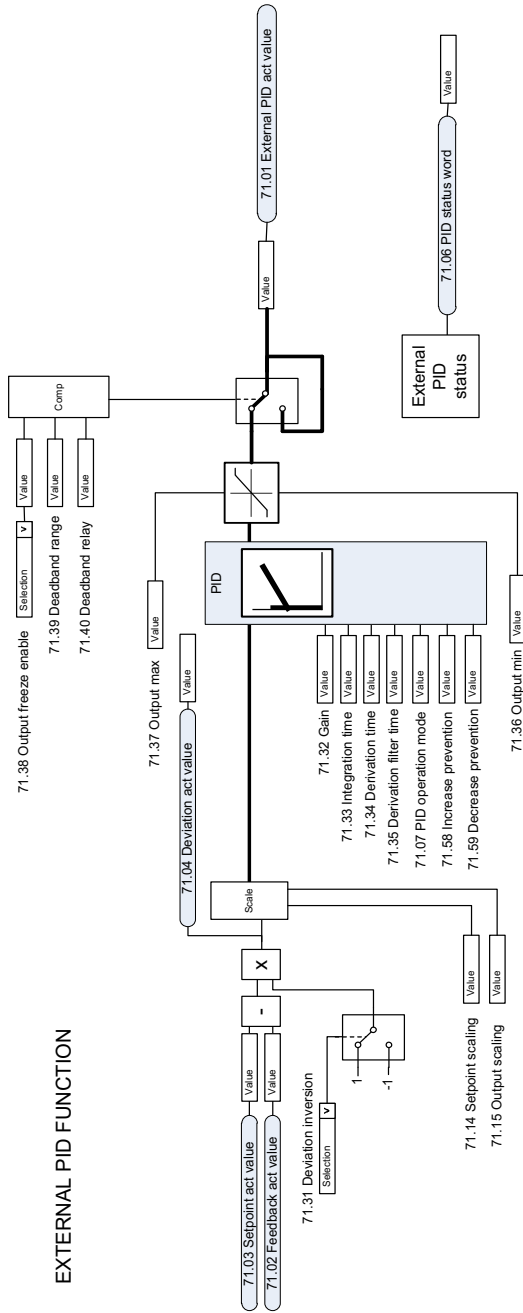 EXTERNAL PID FUNCTION
71.03 Setpoint act value
Value
71.02 Feedback act value
Value
-
X
71.31 Deviation inversion
Selection
v
1
-1
71.04 Deviation act value
Value
Scale
71.14 Setpoint scaling
Value
71.15 Output scaling
Value
PID
71.32 Gain
Value
71.33 Integration time
Value
71.34 Derivation time
Value
71.35 Derivation filter time
Value
71.07 PID operation mode
Value
71.58 Increase prevention
Value
71.59 Decrease prevention
Value
71.37 Output max
Value
71.36 Output min
Value
71.38 Output freeze enable
Selection
v
Value
71.39 Deadband range
Value
71.40 Deadband relay
Value
Comp
Value
71.01 External PID act value
External
PID
status
71.06 PID status word
Value